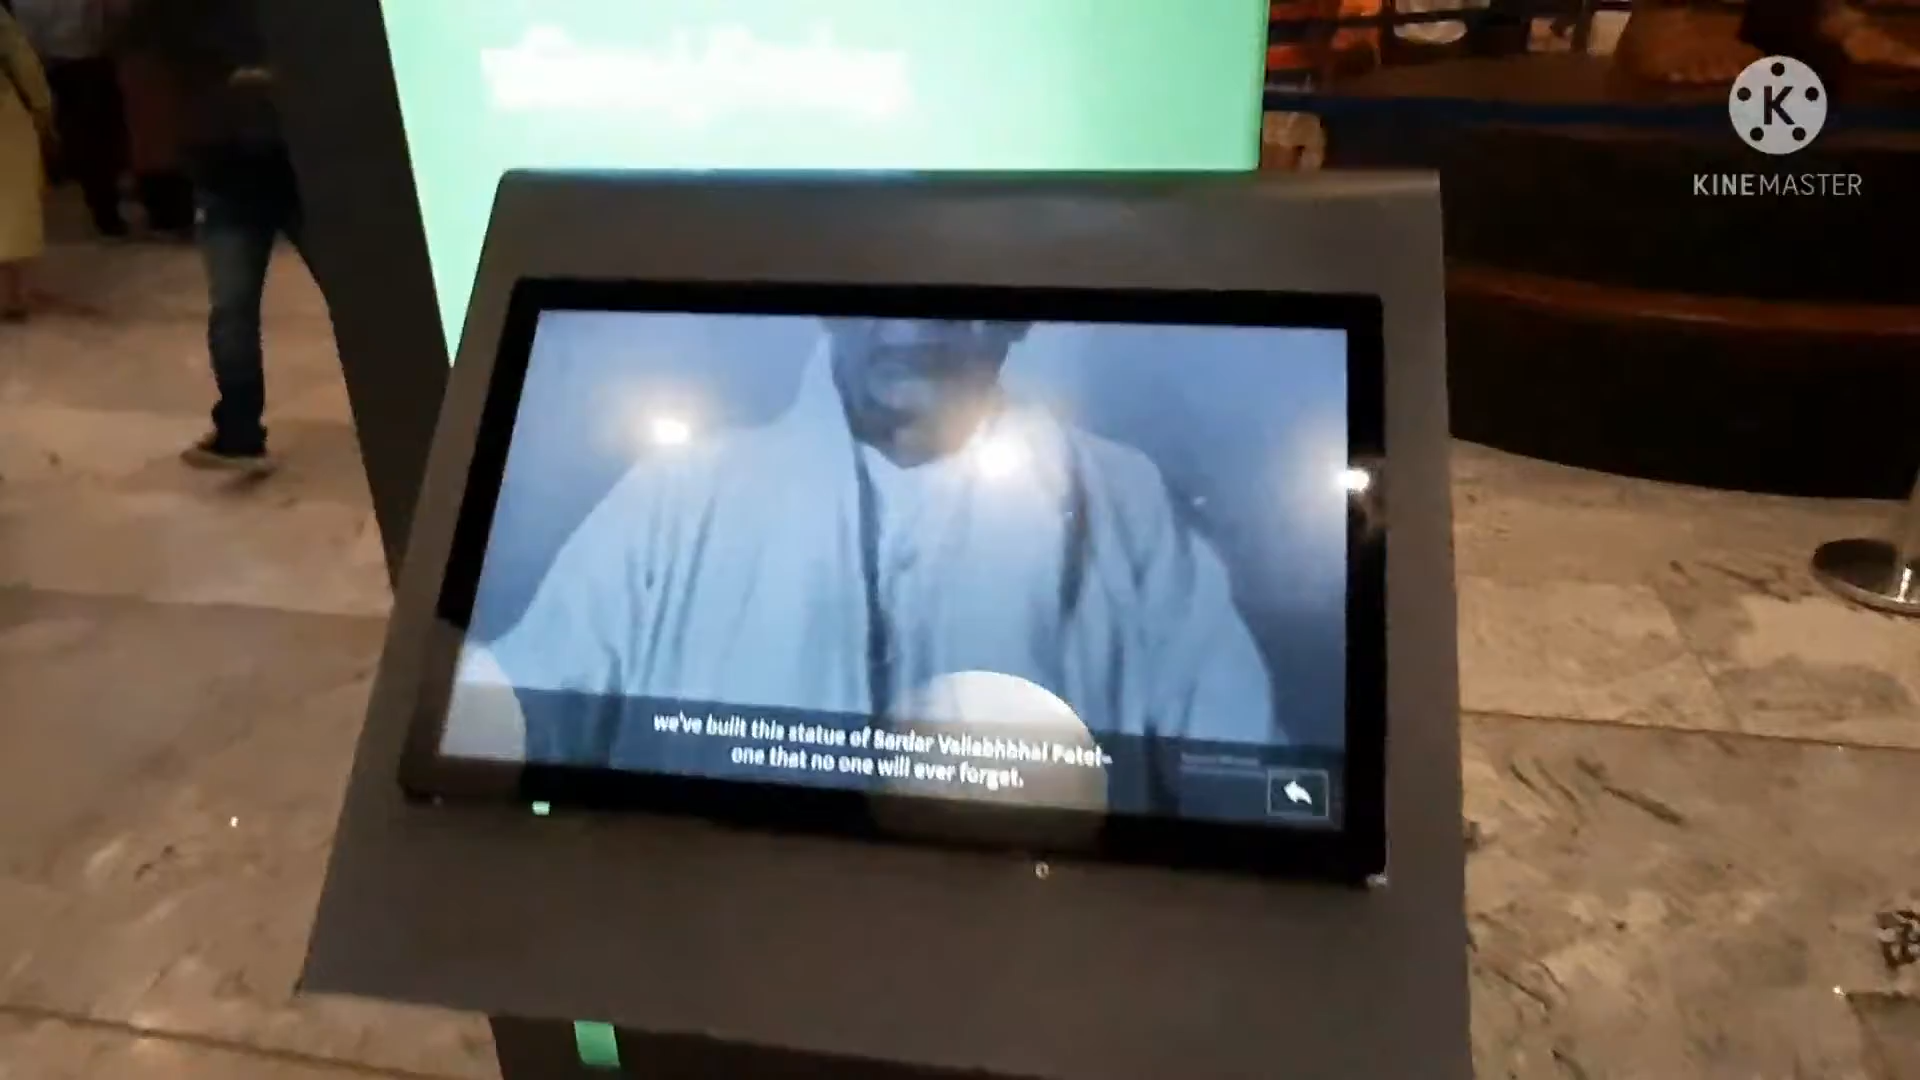 KINEMASTER
we've built this statue of Sardar Vallabhbhai Patel-
one that no one will ever forget.